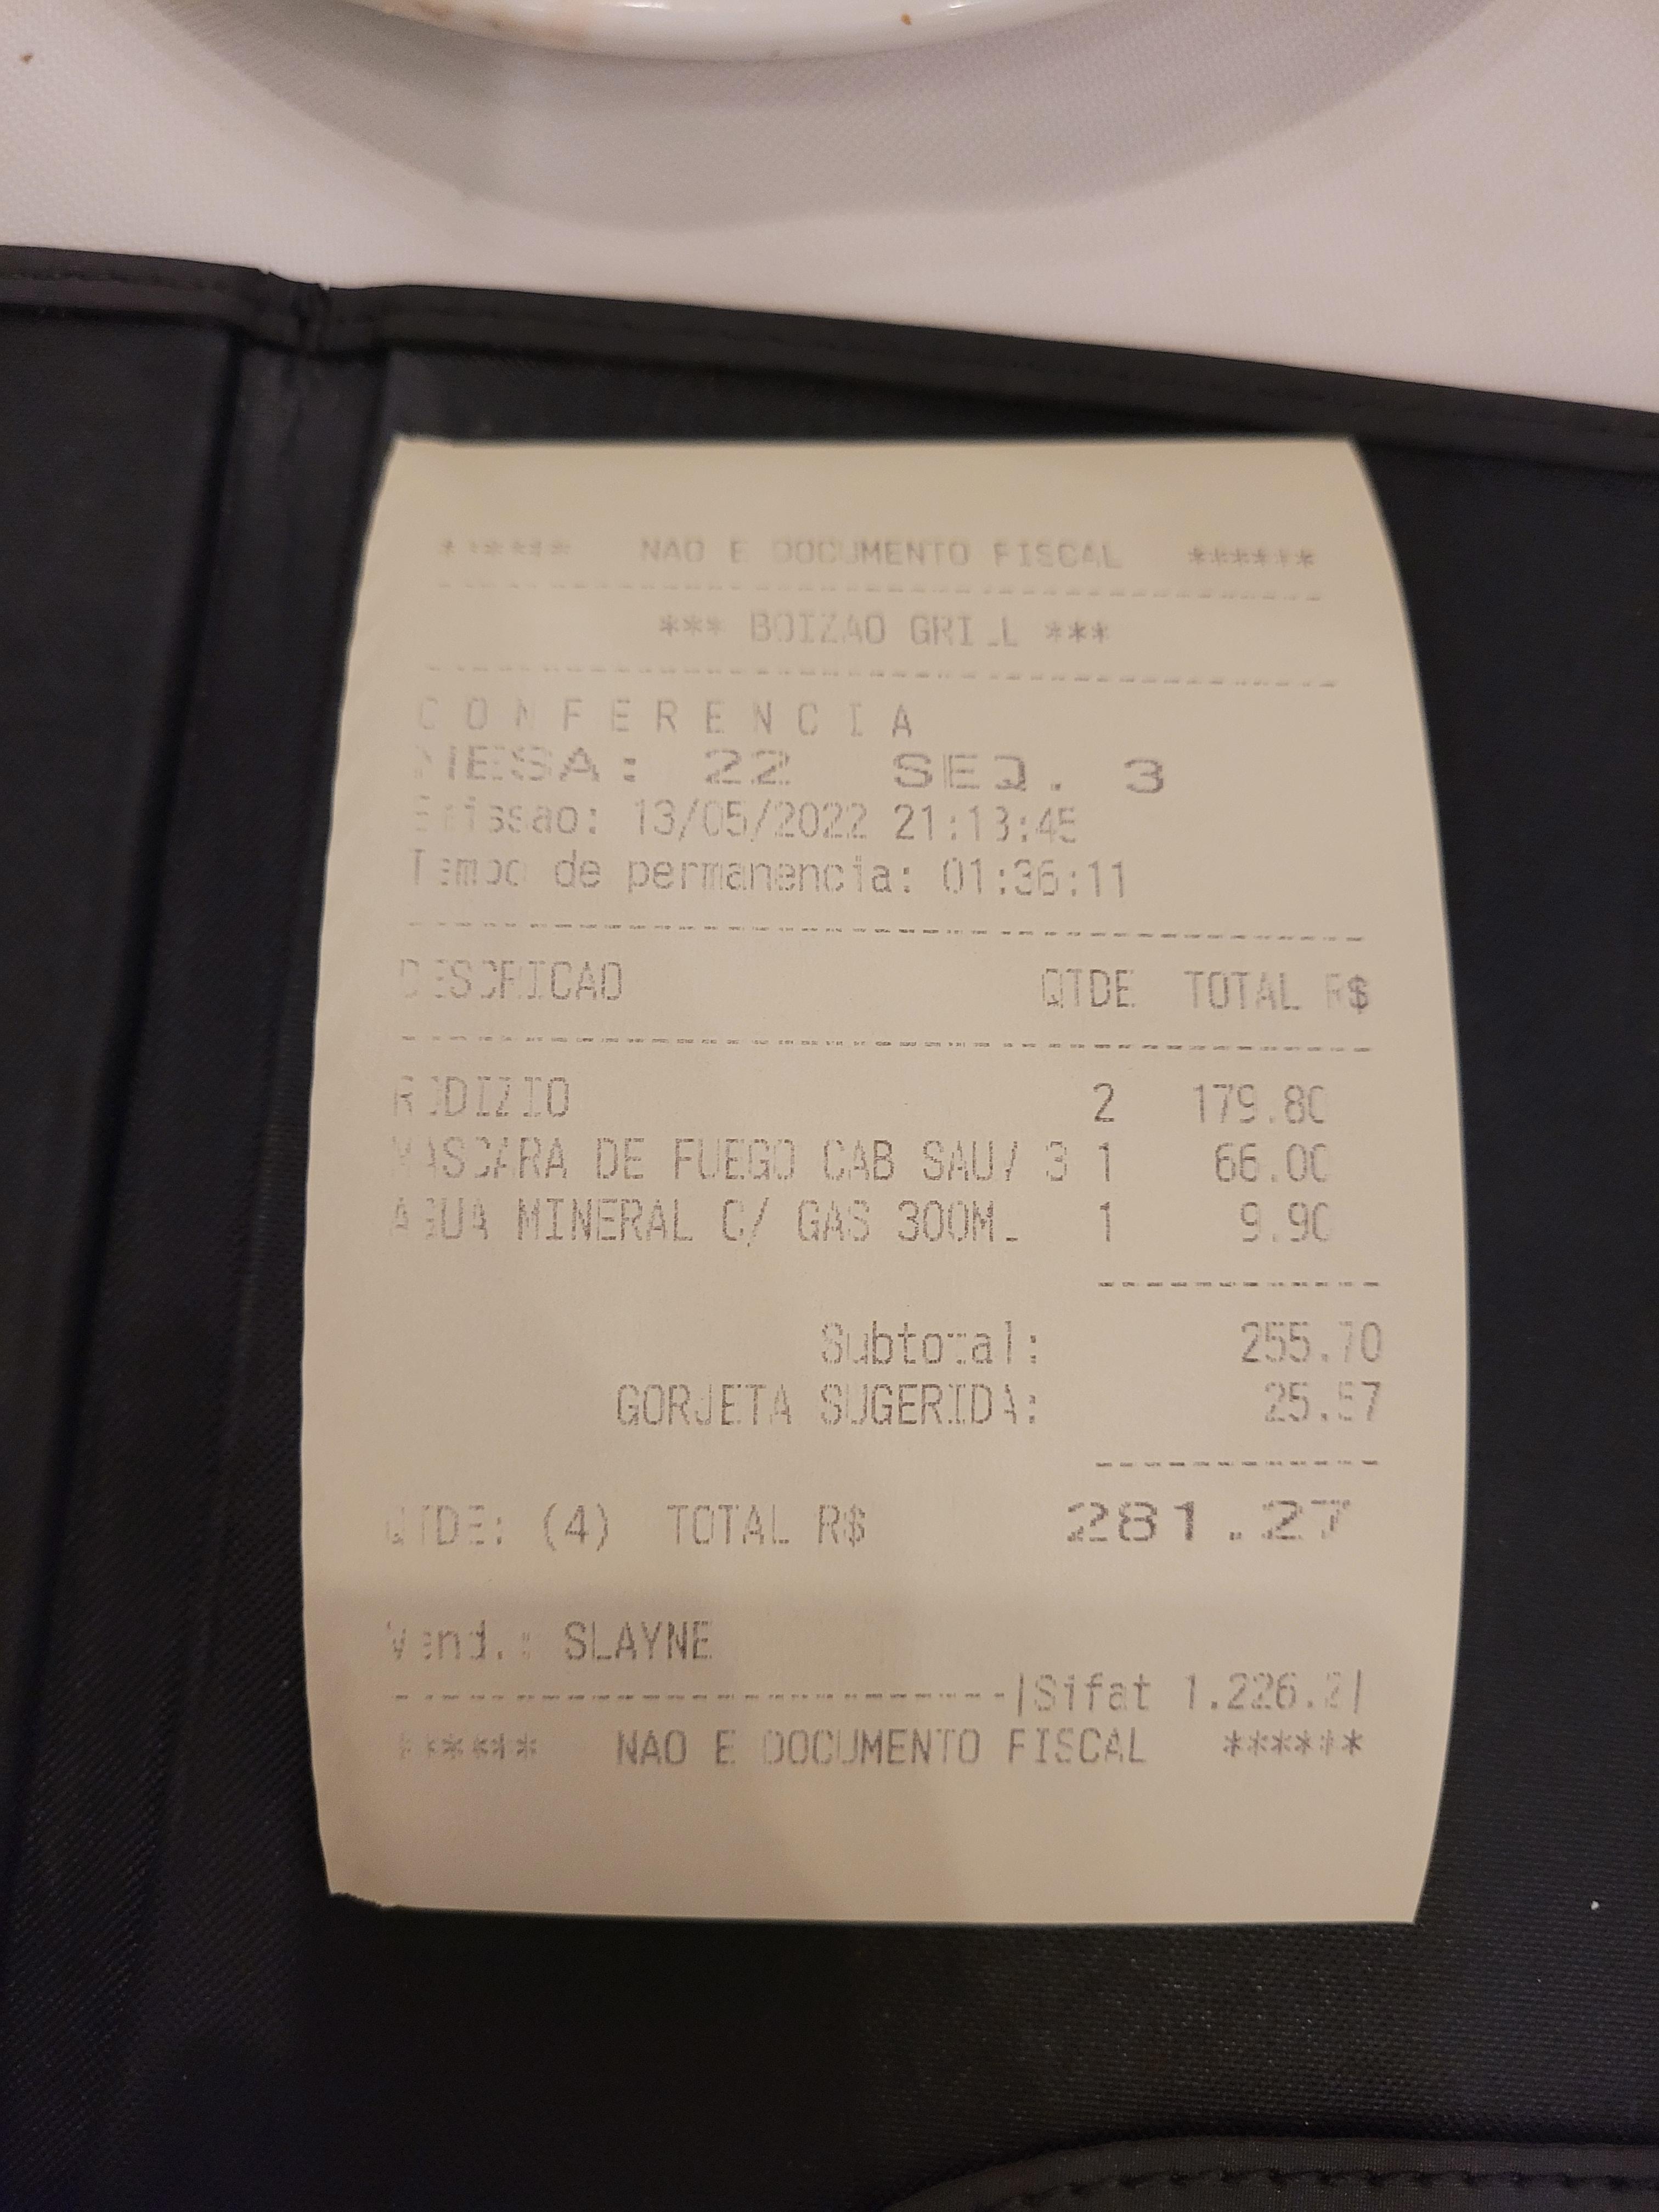 ****** NAO E DOCUMENTO FISCAL ******
*** BOIZAO GRILL ***
C O N F E R E N C I A
MESA: 22 SEQ. 3
Emissao: 13/05/2022 21:13:45
Tempo de permanencia: 01:36:11
DESCRICAO QTDE TOTAL R$
RODIZIO 2 179.80
MASCARA DE FUEGO CAB SAUV 3 1 66.00
AGUA MINERAL C/ GAS 300ML 1 9.90
Subtotal: 255.70
GORJETA SUGERIDA: 25.57
QTDE: (4) TOTAL R$ 281.27
Vend.: SLAYNE
|Sifat 1.226.2|
****** NAO E DOCUMENTO FISCAL ******